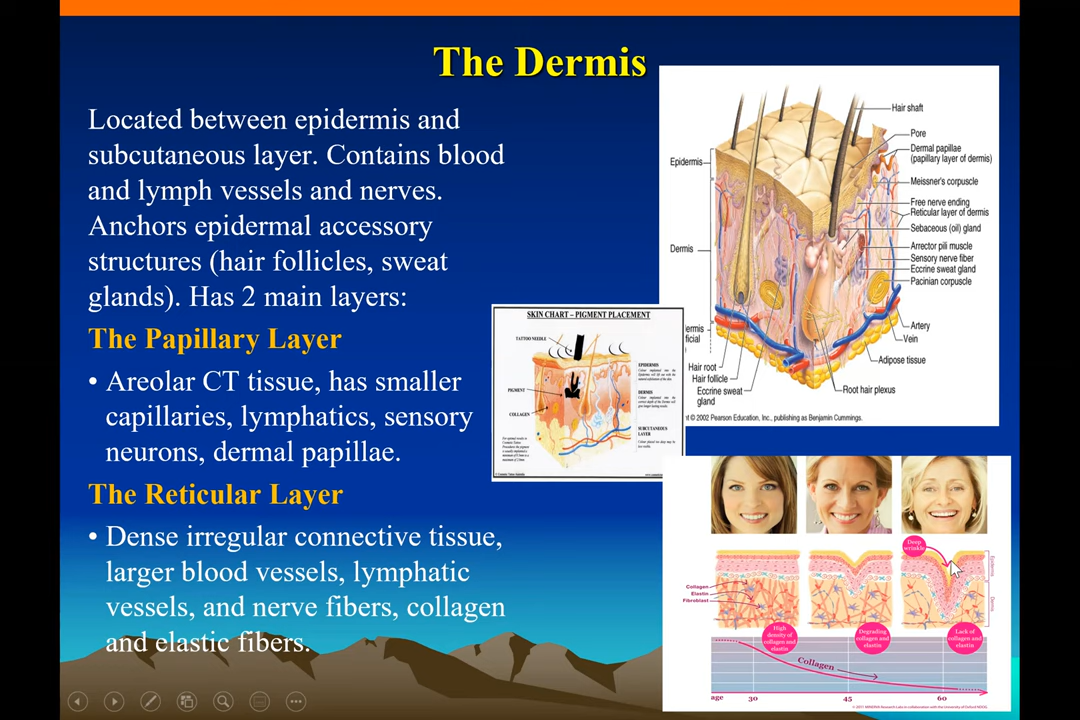 The Dermis
Located between epidermis and
subcutaneous layer. Contains blood
and lymph vessels and nerves.
Anchors epidermal accessory
structures (hair follicles, sweat
glands). Has 2 main layers:
The Papillary Layer
• Areolar CT tissue, has smaller
capillaries, lymphatics, sensory
neurons, dermal papillae.
The Reticular Layer
• Dense irregular connective tissue,
larger blood vessels, lymphatic
vessels, and nerve fibers, collagen
and elastic fibers.
Hair shaft
Pore
Dermal papillae
(papillary layer of dermis)
Meissner's corpuscle
Free nerve ending
Reticular layer of dermis
Sebaceous (oil) gland
Arrector pili muscle
Sensory nerve fiber
Eccrine sweat gland
Pacinian corpuscle
Artery
Vein
Adipose tissue
Root hair plexus
Epidermis
Dermis
Hair root
Hair follicle
Eccrine sweat
gland
© 2002 Pearson Education, Inc., publishing as Benjamin Cummings.
SKIN CHART – PIGMENT PLACEMENT
TATTOO NEEDLE
PIGMENT
COLLAGEN
EPIDERMIS
DERMIS
SUBCUTANEOUS
LAYER
Deep
wrinkle
Collagen
Elastin
Fibroblast
Epidermis
Dermis
High
density of
collagen and
elastin
Degrading
collagen and
elastin
Lack of
collagen and
elastin
Collagen
age 30 45 60